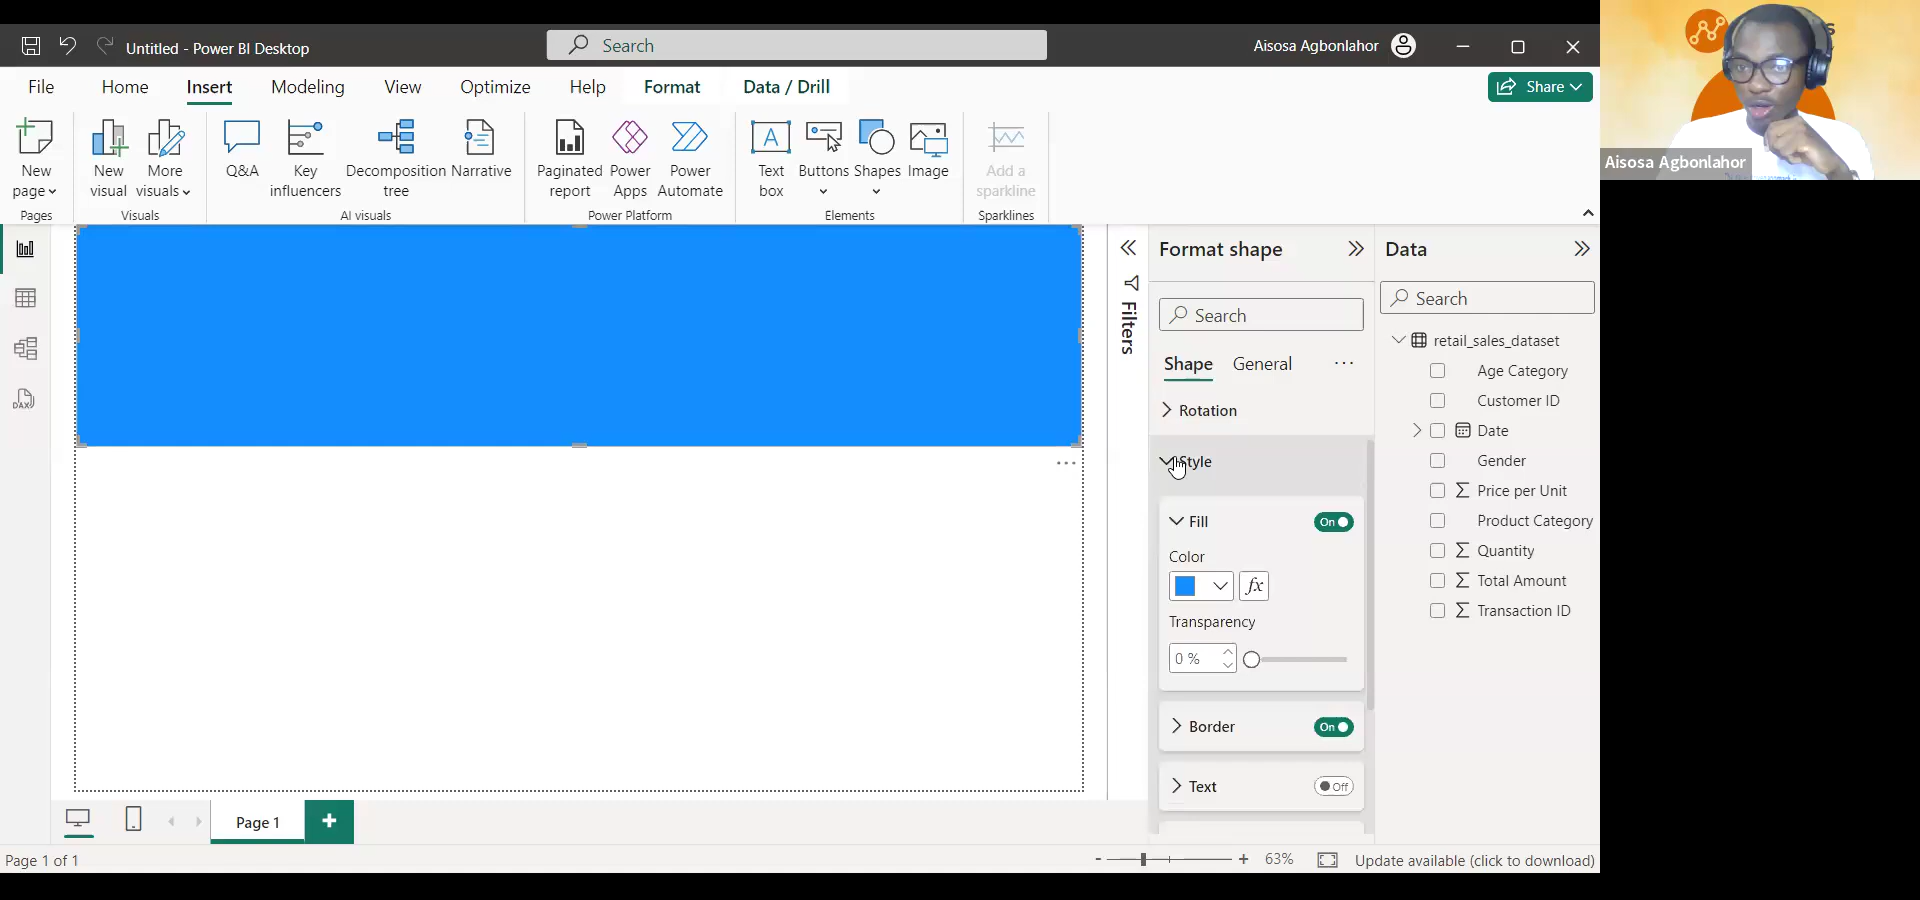 Untitled - Power BI Desktop
Search
Aisosa Agbonlahor
File Home Insert Modeling View Optimize Help Format Data / Drill
Share
New page
New visual
More visuals
Q&A
Key influencers
Decomposition tree
Narrative
Paginated report
Power Apps
Power Automate
Text box
Buttons
Shapes
Image
Add a sparkline
Pages
Visuals
AI visuals
Power Platform
Elements
Sparklines
Aisosa Agbonlahor
DAX
Filters
Format shape
Search
Shape General
Rotation
Style
Fill On
Color
fx
Transparency
0 %
Border On
Text Off
Data
Search
retail_sales_dataset
Age Category
Customer ID
Date
Gender
Price per Unit
Product Category
Quantity
Total Amount
Transaction ID
Page 1
Page 1 of 1
63%
Update available (click to download)